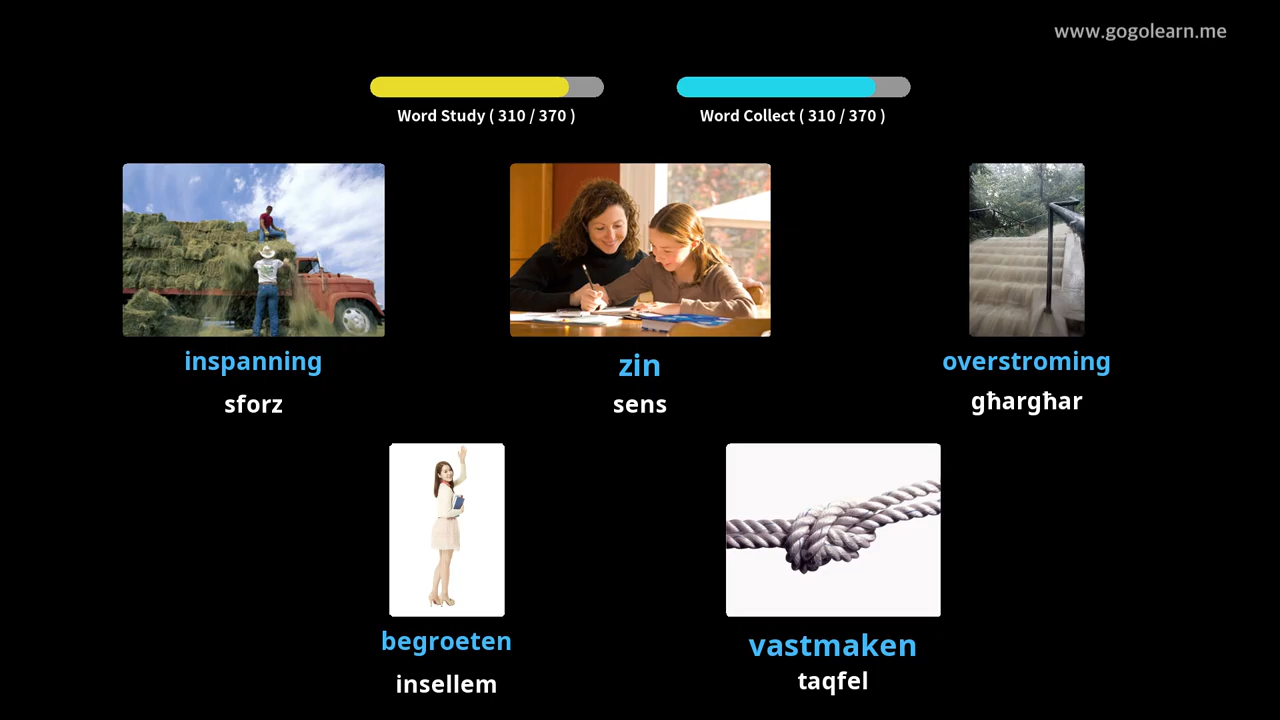 www.gogolearn.me
Word Study ( 310 / 370 )
Word Collect ( 310 / 370 )
inspanning
sforz
zin
sens
overstroming
għargħar
begroeten
insellem
vastmaken
taqfel